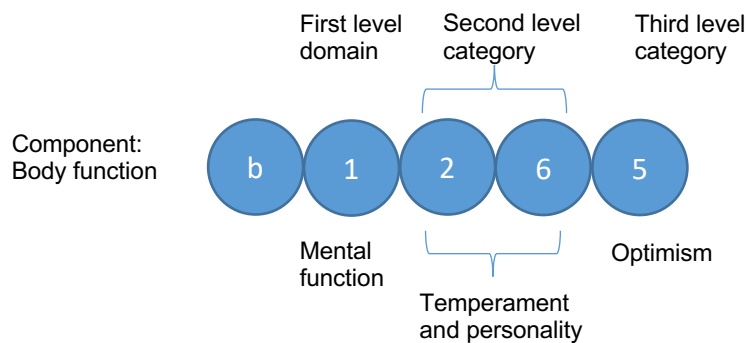 First level
domain
Second level
category
Third level
category
Component:
Body function
b
1
2
6
5
Mental
function
Optimism
Temperament
and personality